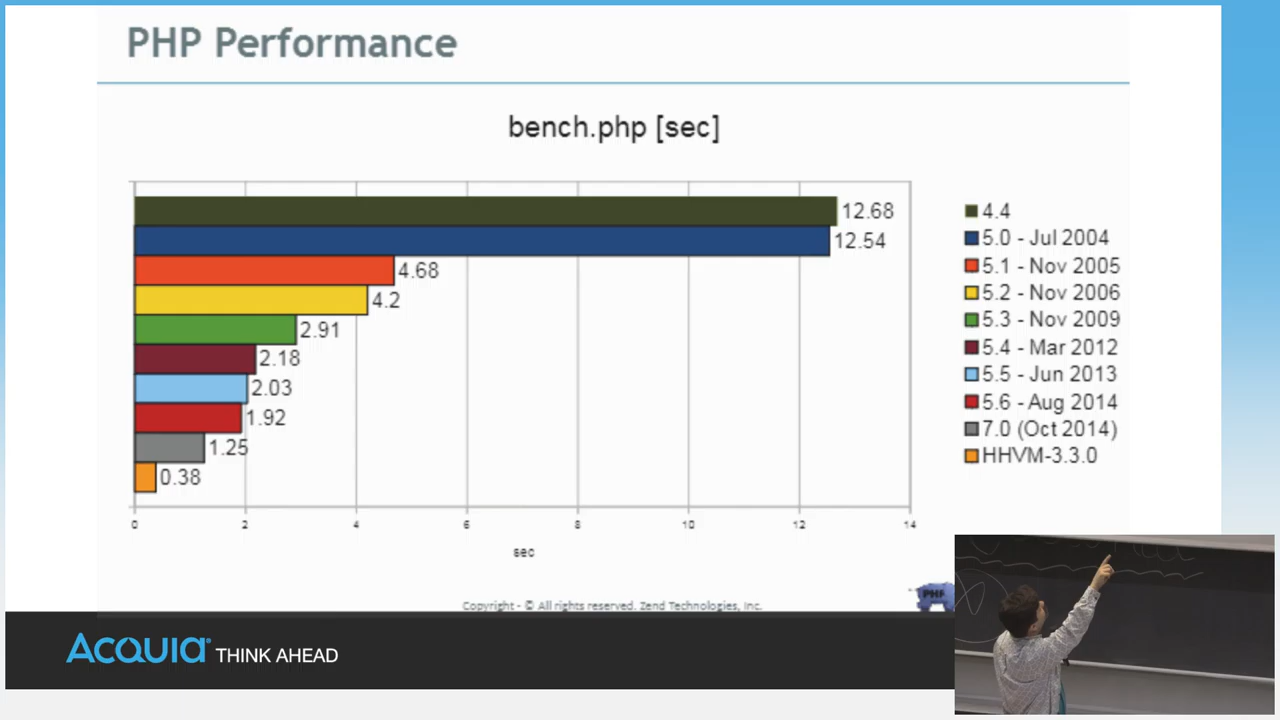 PHP Performance
bench.php [sec]
12.68
12.54
4.68
4.2
2.91
2.18
2.03
1.92
1.25
0.38
4.4
5.0 - Jul 2004
5.1 - Nov 2005
5.2 - Nov 2006
5.3 - Nov 2009
5.4 - Mar 2012
5.5 - Jun 2013
5.6 - Aug 2014
7.0 (Oct 2014)
HHVM-3.3.0
0 2 4 6 8 10 12 14
sec
Copyright - © All rights reserved. Zend Technologies, Inc.
PHP
ACQUIA® THINK AHEAD